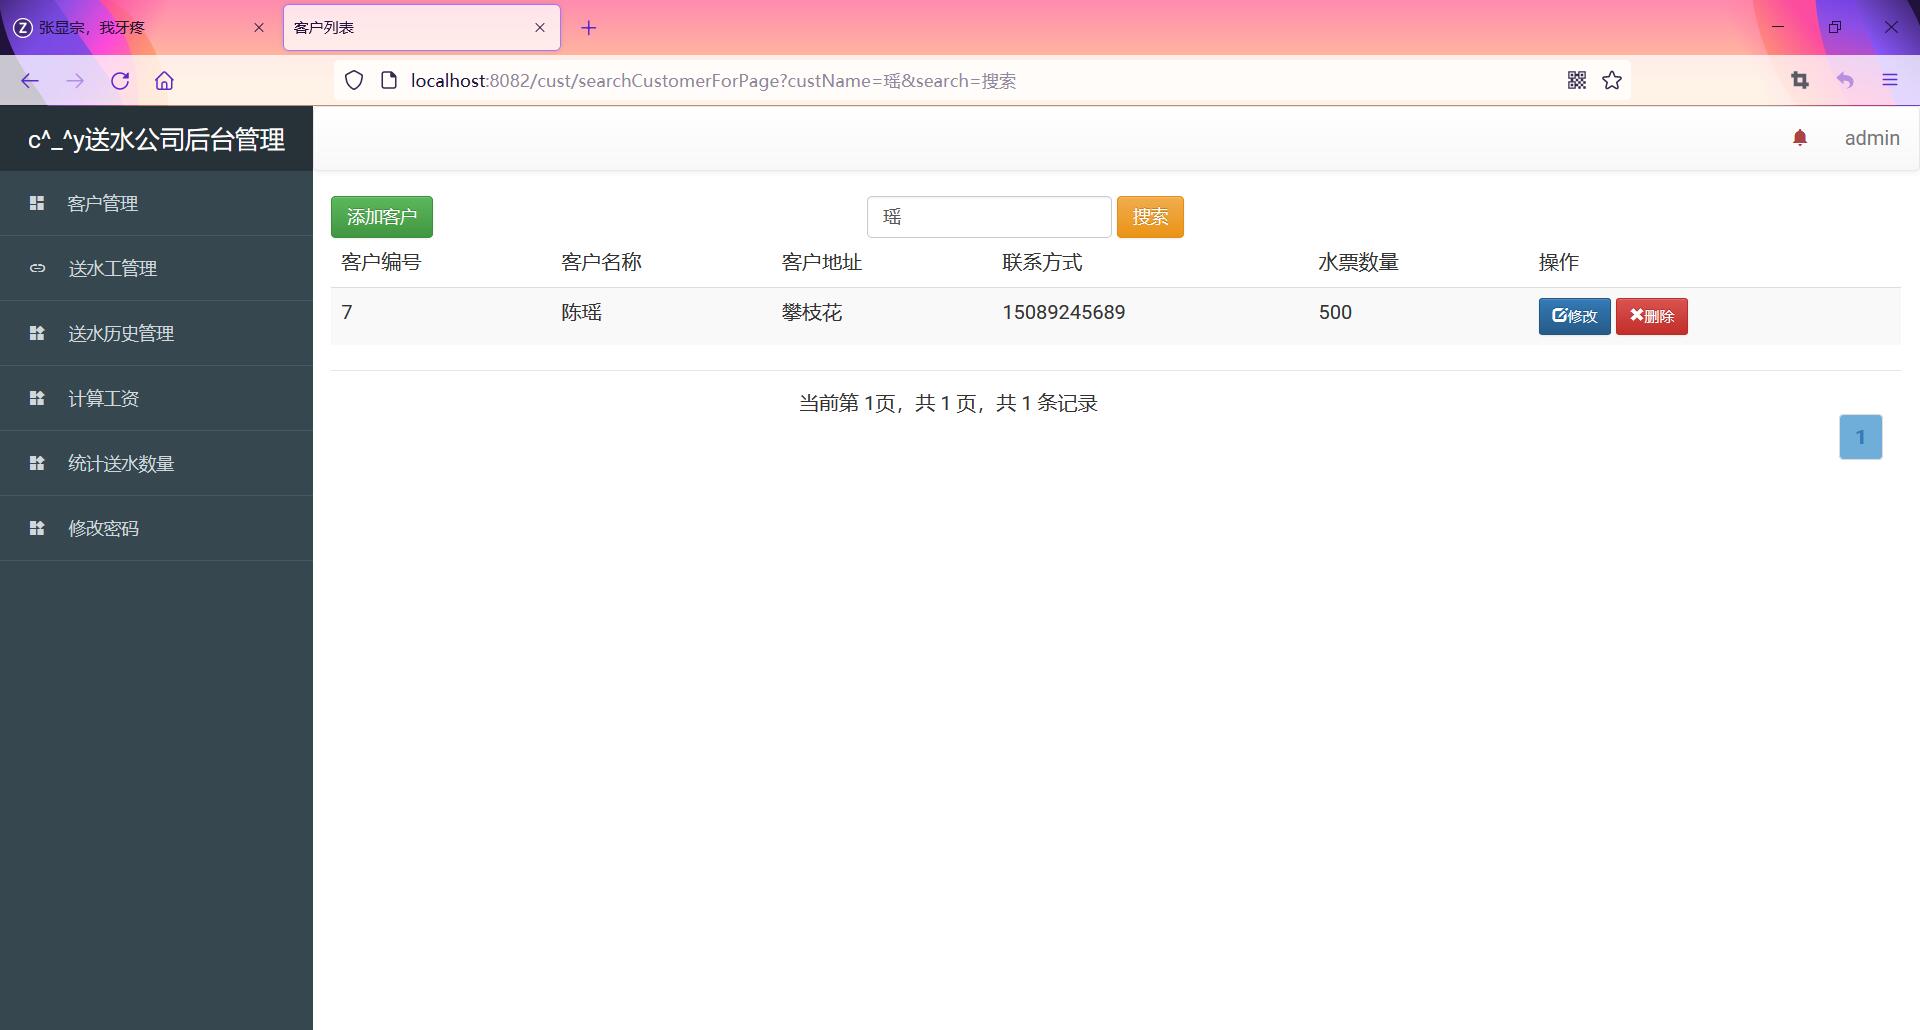 张显宗，我牙疼
客户列表
localhost:8082/cust/searchCustomerForPage?custName=瑶&search=搜索
c^_^y送水公司后台管理
admin
客户管理
送水工管理
送水历史管理
计算工资
统计送水数量
修改密码
添加客户 瑶 搜索
客户编号 客户名称 客户地址 联系方式 水票数量 操作
7 陈瑶 攀枝花 15089245689 500 修改 删除
当前第 1页，共 1 页，共 1 条记录
1